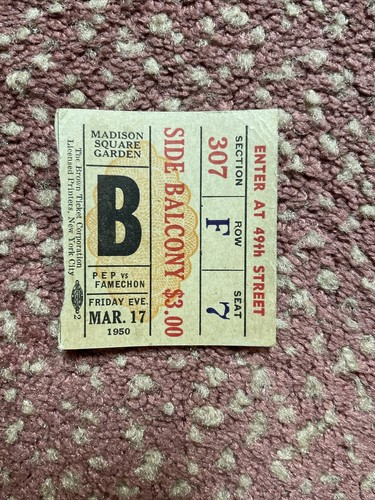 MADISON
SQUARE
GARDEN
B
PEP vs
FAMECHON
FRIDAY EVE.
MAR. 17
1950
SIDE BALCONY $3.00
SECTION
307
ROW
F
SEAT
7
ENTER AT 49th STREET
The Brown Ticket Corporation
Licensed Printers, New York City
2